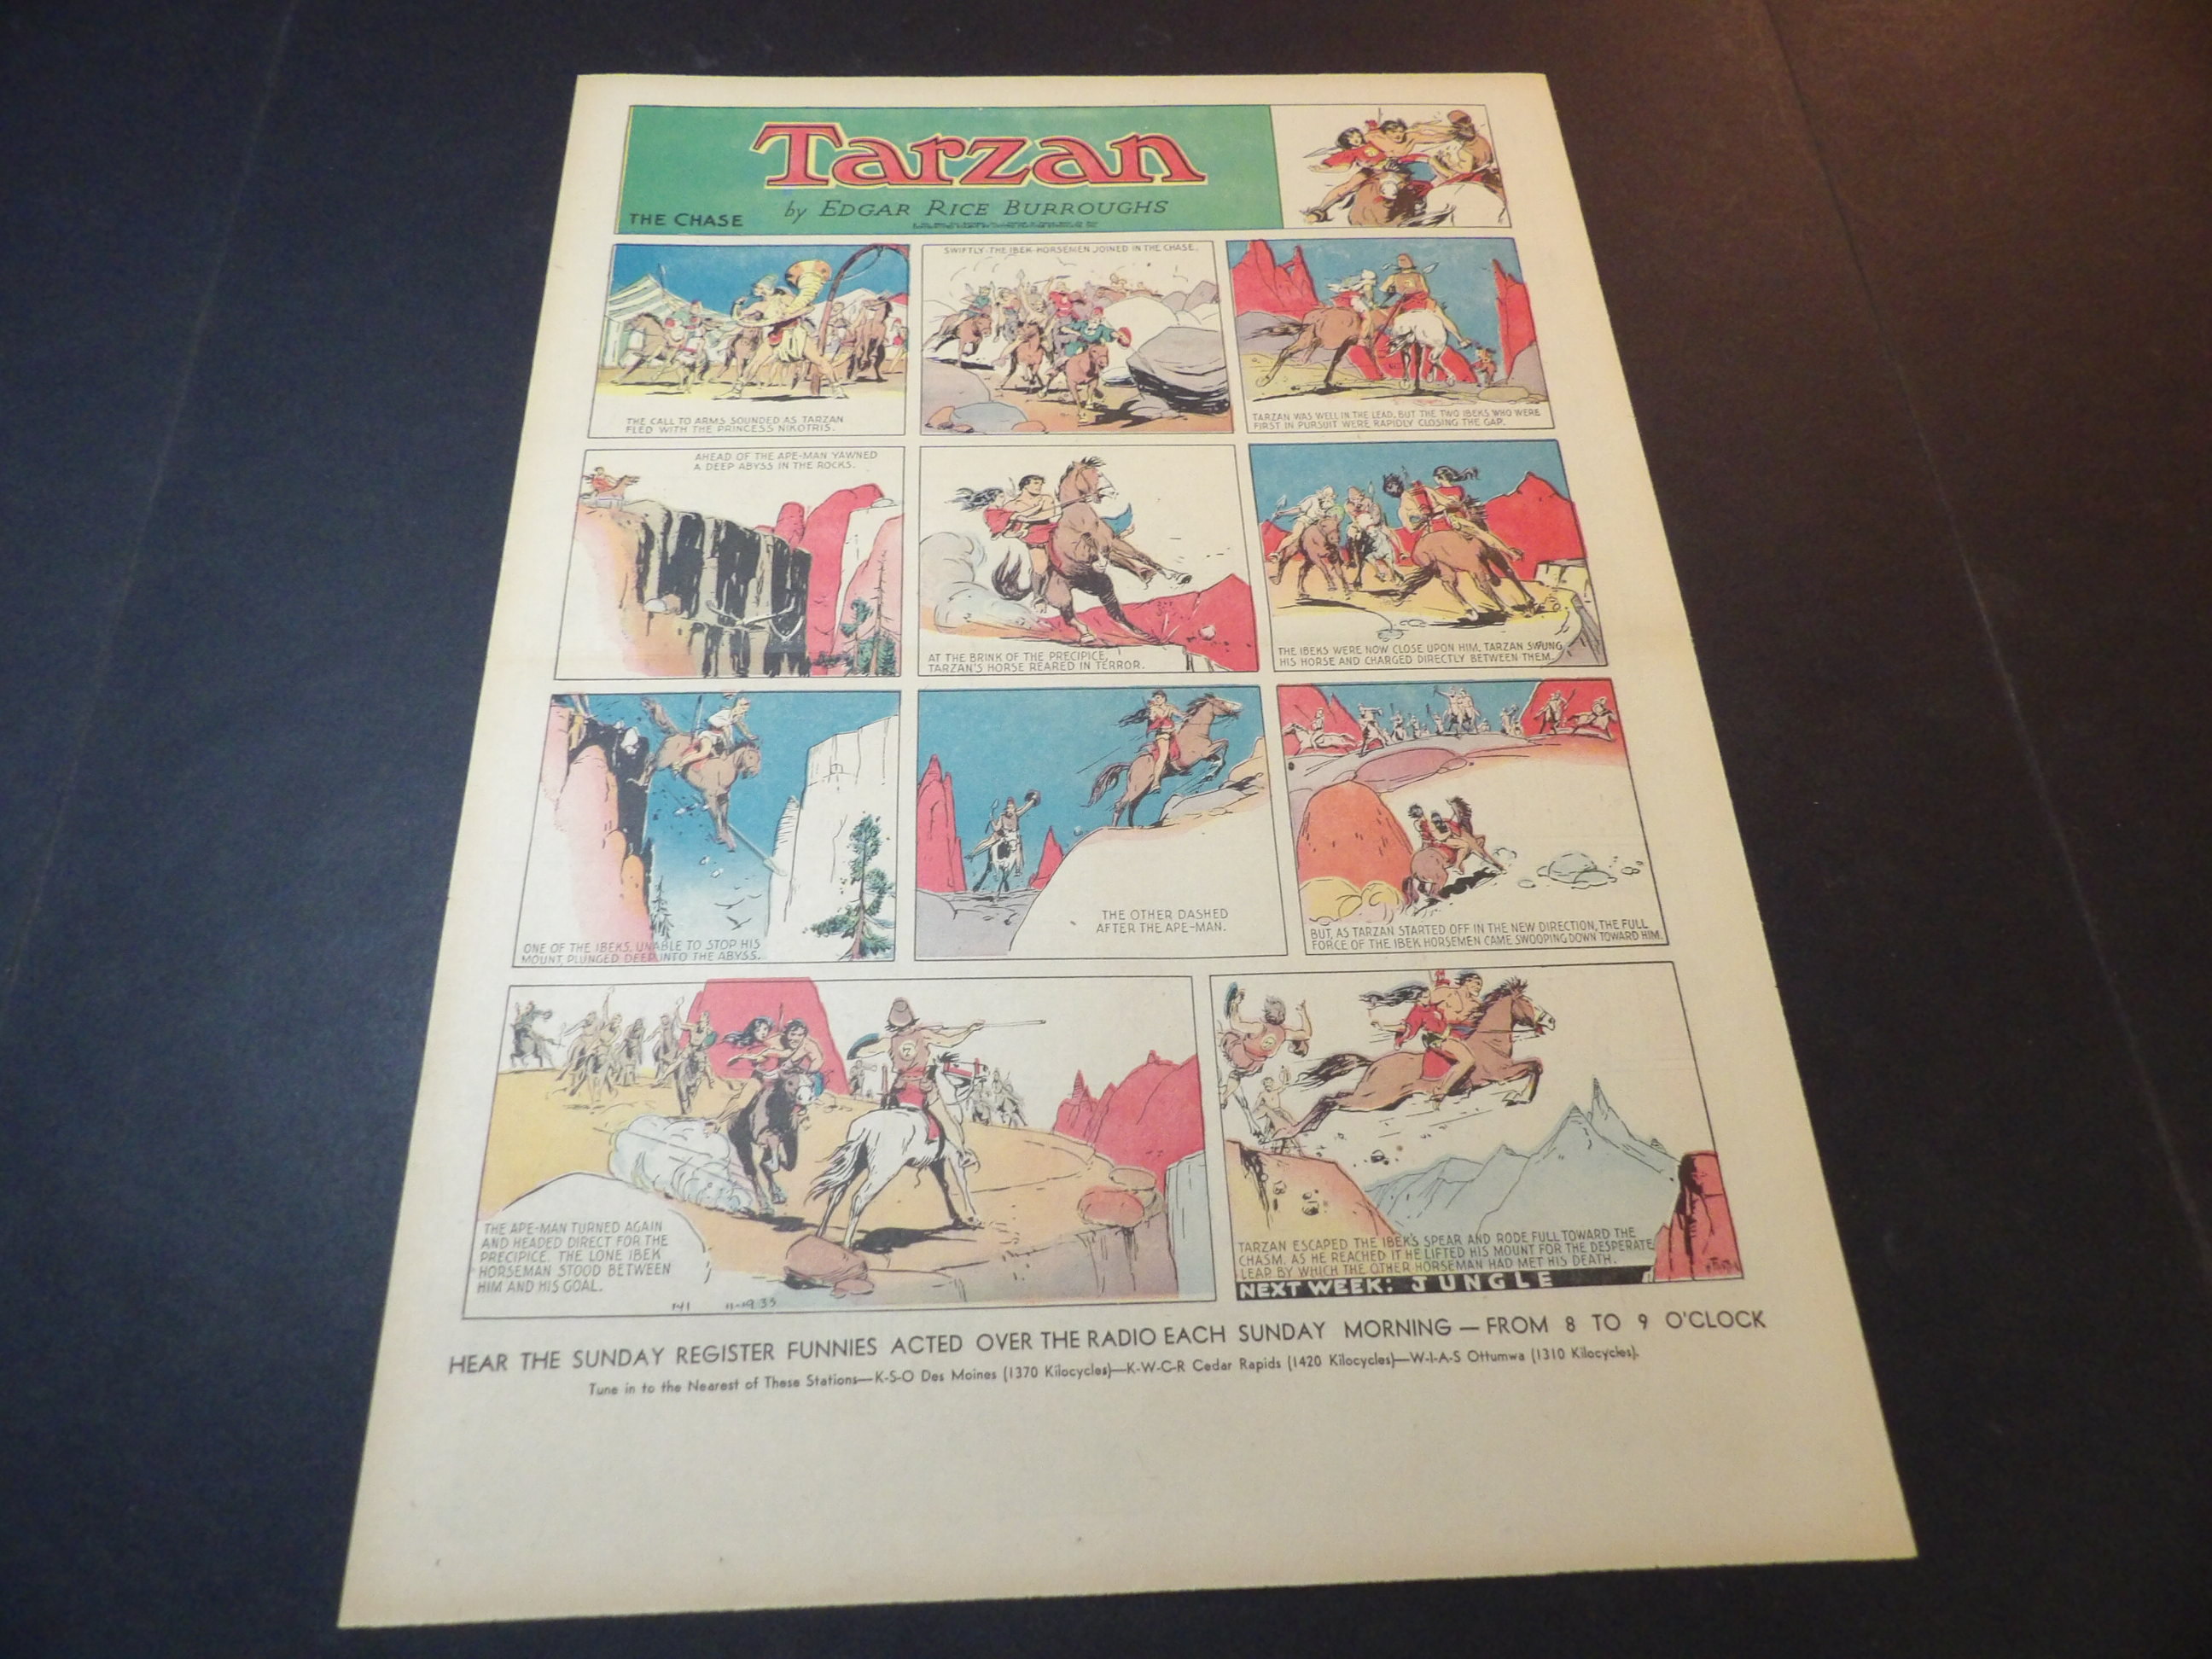 Tarzan
by EDGAR RICE BURROUGHS
THE CHASE
THE CALL TO ARMS SOUNDED AS TARZAN
FLED WITH THE PRINCESS NIKOTRIS.
SWIFTLY THE IBEK HORSEMEN JOINED IN THE CHASE.
TARZAN WAS WELL IN THE LEAD, BUT THE TWO IBEKS WHO WERE
FIRST IN PURSUIT WERE RAPIDLY CLOSING THE GAP.
AHEAD OF THE APE-MAN YAWNED
A DEEP ABYSS IN THE ROCKS.
AT THE BRINK OF THE PRECIPICE,
TARZAN'S HORSE REARED IN TERROR.
THE IBEKS WERE NOW CLOSE UPON HIM. TARZAN SWUNG
HIS HORSE AND CHARGED DIRECTLY BETWEEN THEM.
ONE OF THE IBEKS, UNABLE TO STOP HIS
MOUNT, PLUNGED DEEP INTO THE ABYSS.
THE OTHER DASHED
AFTER THE APE-MAN.
BUT, AS TARZAN STARTED OFF IN THE NEW DIRECTION, THE FULL
FORCE OF THE IBEK HORSEMEN CAME SWOOPING DOWN TOWARD HIM.
THE APE-MAN TURNED AGAIN
AND HEADED DIRECT FOR THE
PRECIPICE. THE LONE IBEK
HORSEMAN STOOD BETWEEN
HIM AND HIS GOAL.
141 11-19 33
TARZAN ESCAPED THE IBEK'S SPEAR AND RODE FULL TOWARD THE
CHASM. AS HE REACHED IT HE LIFTED HIS MOUNT FOR THE DESPERATE
LEAP BY WHICH THE OTHER HORSEMAN HAD MET HIS DEATH.
NEXT WEEK: JUNGLE
HEAR THE SUNDAY REGISTER FUNNIES ACTED OVER THE RADIO EACH SUNDAY MORNING — FROM 8 TO 9 O'CLOCK
Tune in to the Nearest of These Stations—K-S-O Des Moines (1370 Kilocycles)—K-W-C-R Cedar Rapids (1420 Kilocycles)—W-I-A-S Ottumwa (1310 Kilocycles).